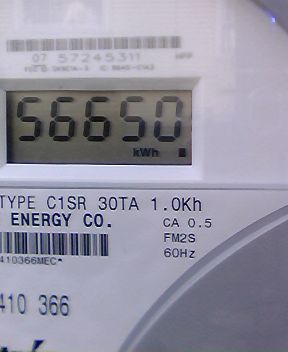 07 57245311
56650
kWh
TYPE C1SR 30TA 1.0Kh
ENERGY CO.
CA 0.5
FM2S
60Hz
410366MEC*
410 366